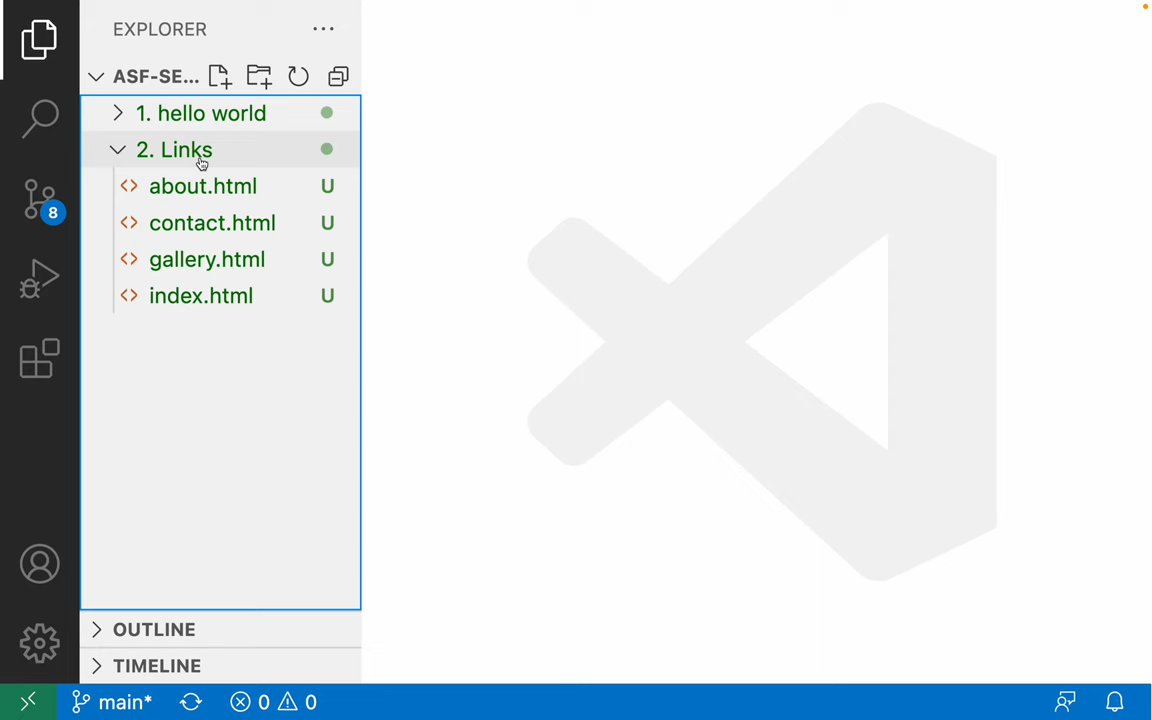 EXPLORER
ASF-SE...
1. hello world
2. Links
about.html U
contact.html U
gallery.html U
index.html U
8
OUTLINE
TIMELINE
main* 0 0